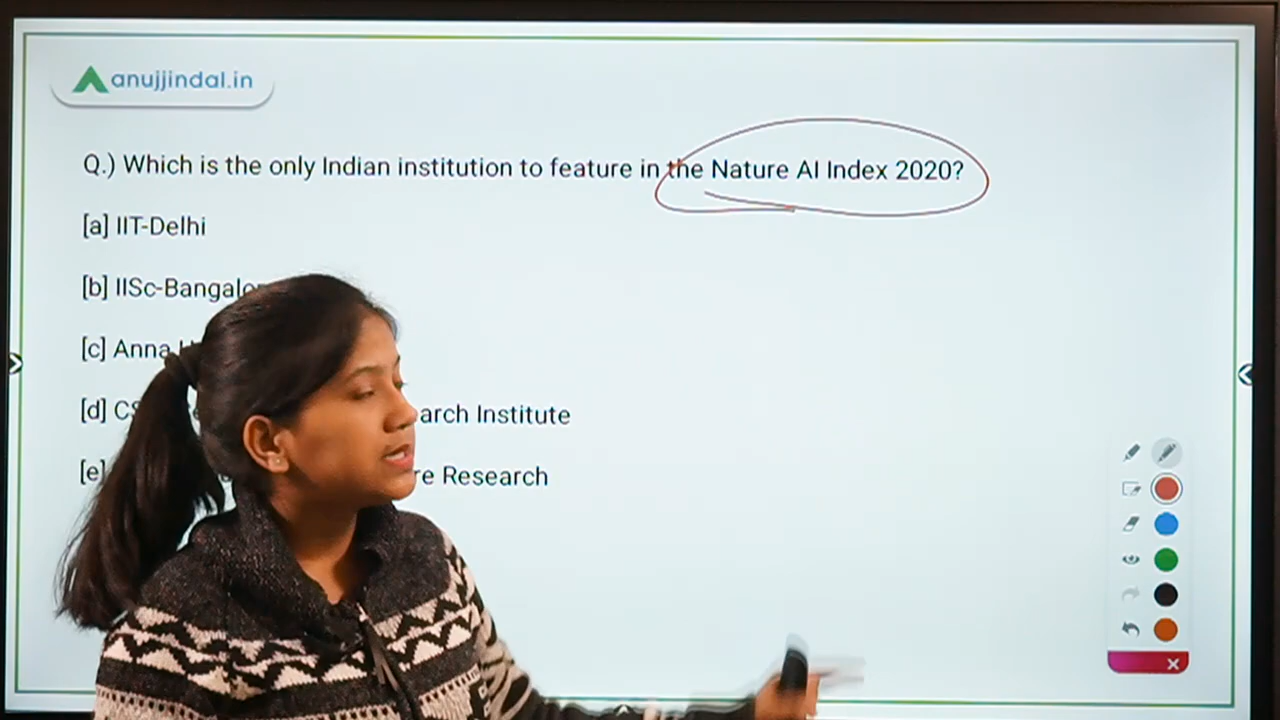 anujjindal.in
Q.) Which is the only Indian institution to feature in the Nature AI Index 2020?
[a] IIT-Delhi
[b] IISc-Bangalo
[c] Anna
[d] CS arch Institute
[e] re Research